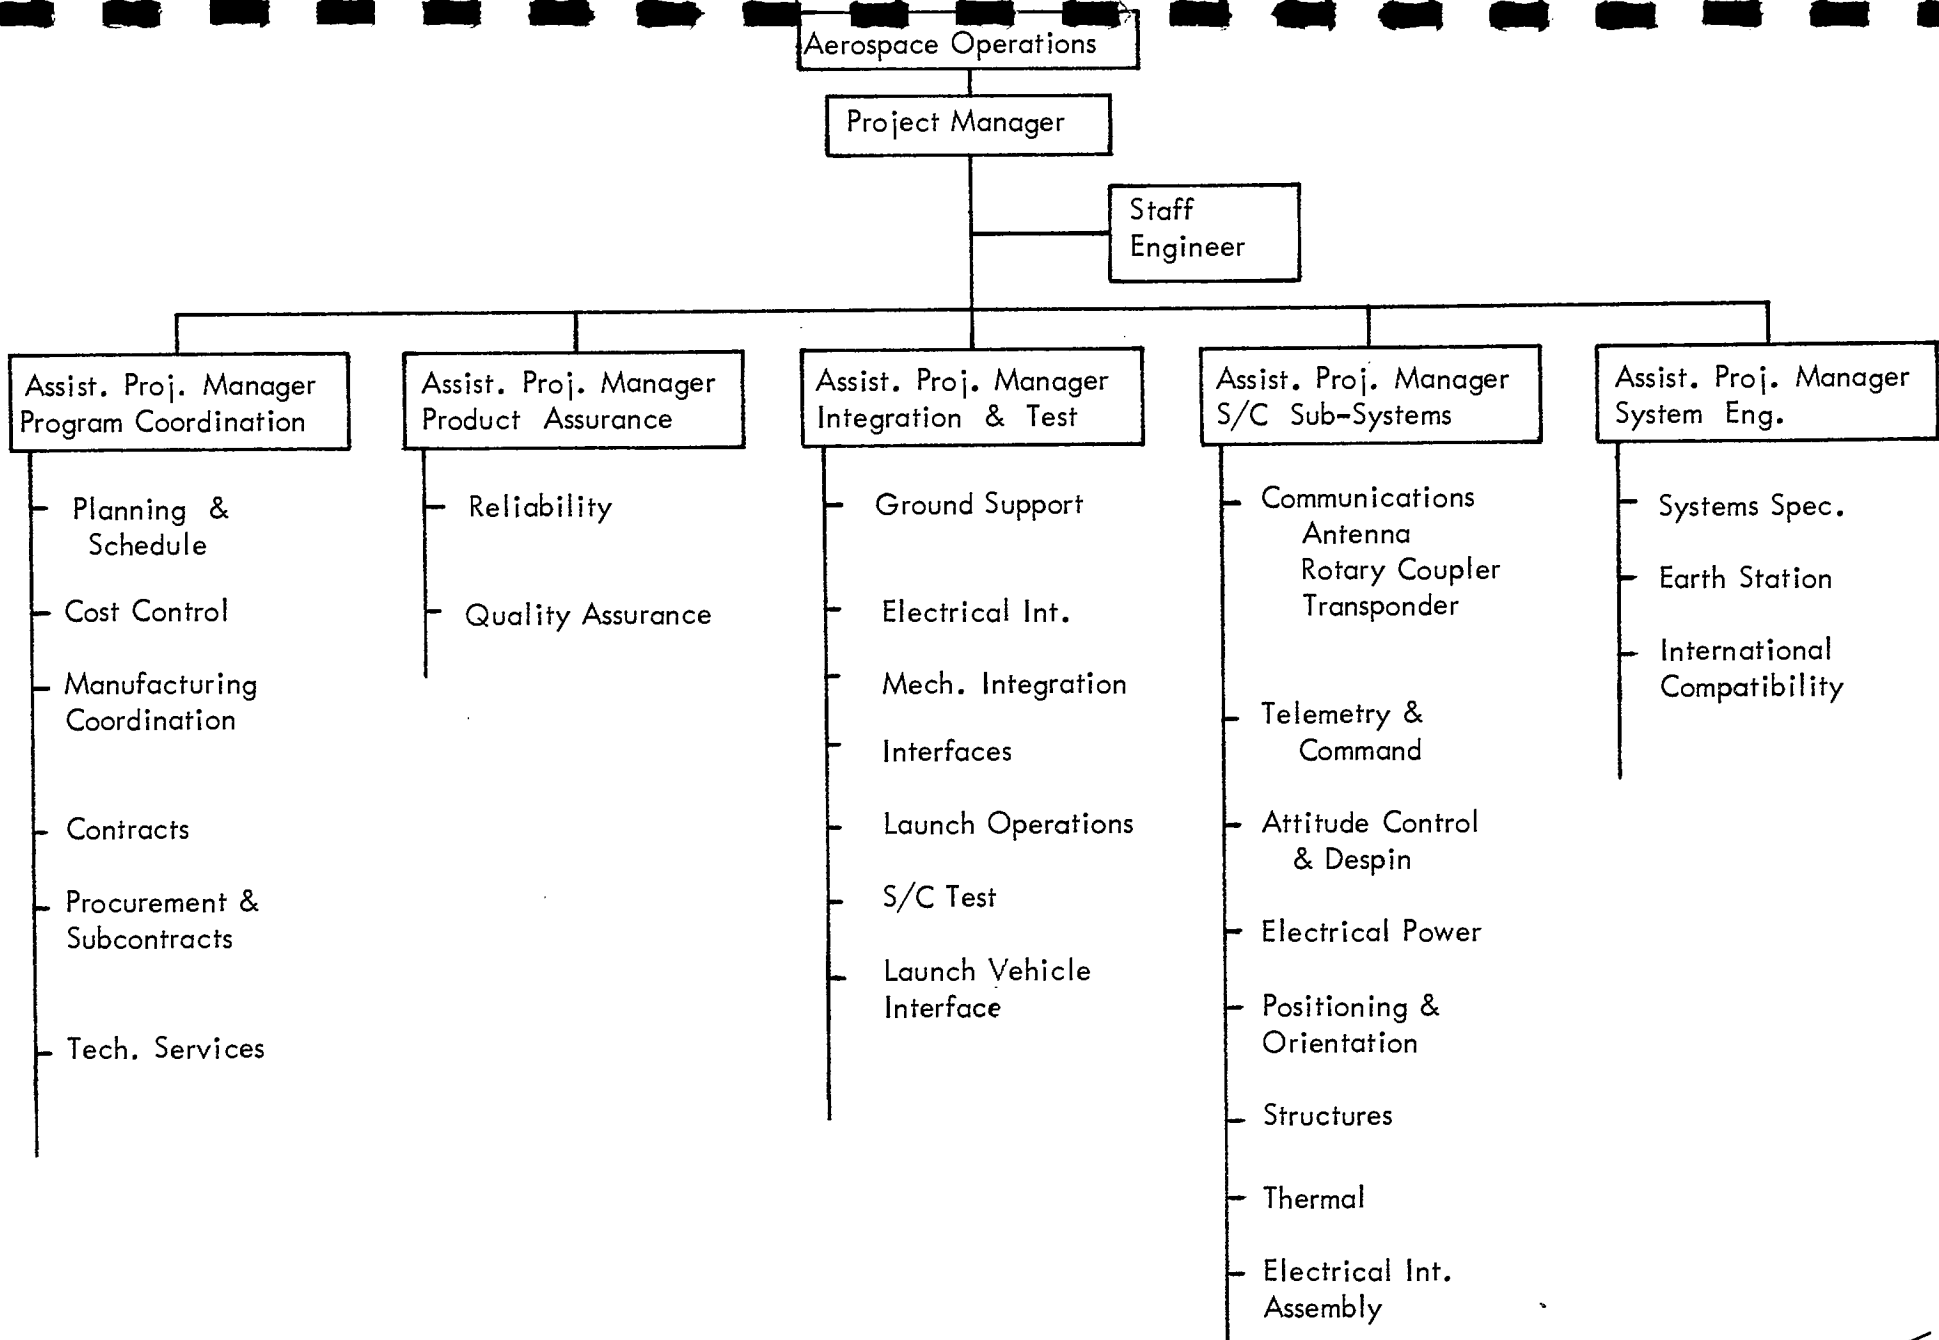 Aerospace Operations
Project Manager
Staff
Engineer
Assist. Proj. Manager
Program Coordination
Planning &
Schedule
Cost Control
Manufacturing
Coordination
Contracts
Procurement &
Subcontracts
Tech. Services
Assist. Proj. Manager
Product Assurance
Reliability
Quality Assurance
Assist. Proj. Manager
Integration & Test
Ground Support
Electrical Int.
Mech. Integration
Interfaces
Launch Operations
S/C Test
Launch Vehicle
Interface
Assist. Proj. Manager
S/C Sub-Systems
Communications
Antenna
Rotary Coupler
Transponder
Telemetry &
Command
Attitude Control
& Despin
Electrical Power
Positioning &
Orientation
Structures
Thermal
Electrical Int.
Assembly
Assist. Proj. Manager
System Eng.
Systems Spec.
Earth Station
International
Compatibility